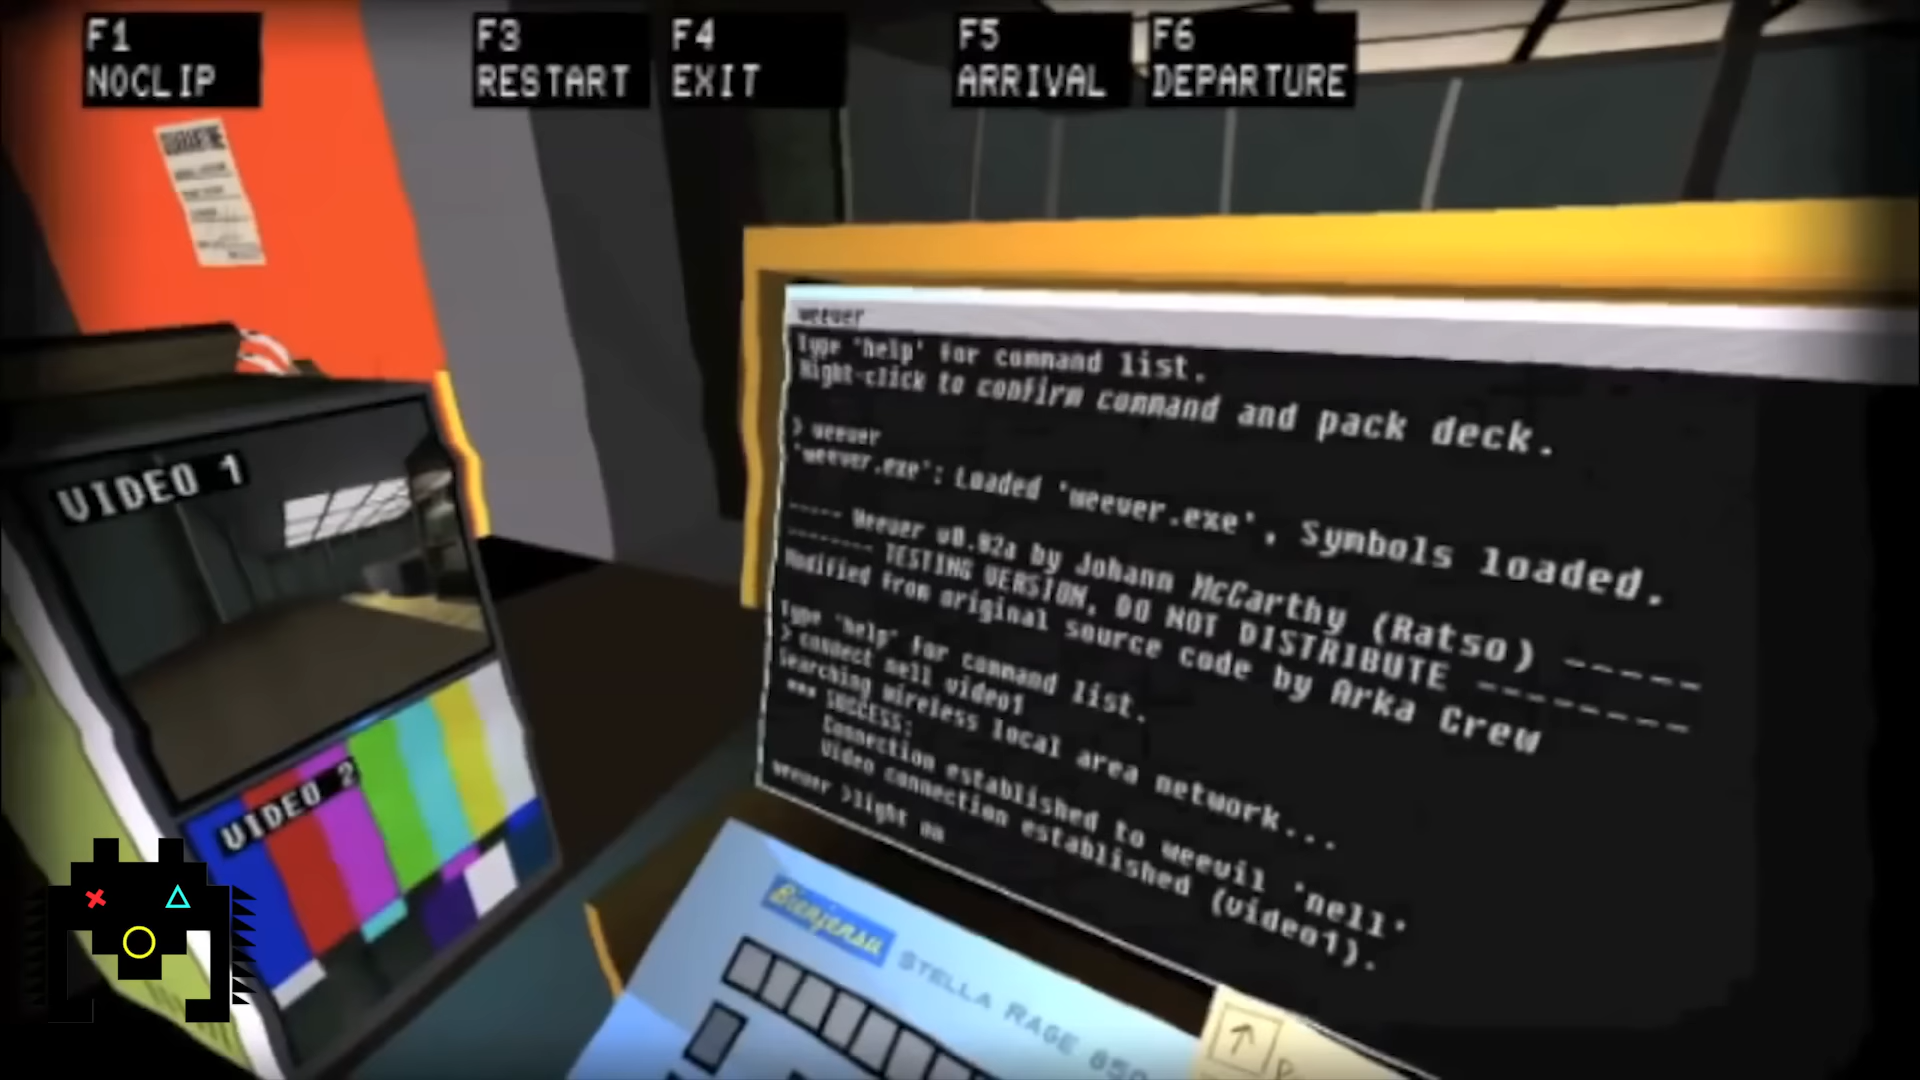 F1
NOCLIP
F3
RESTART
F4
EXIT
F5
ARRIVAL
F6
DEPARTURE
QUARANTINE
VIDEO 1
VIDEO 2
weever
Type 'help' for command list.
Right-click to confirm command and pack deck.
> weever
'weever.exe': Loaded 'weever.exe', Symbols loaded.
----- Weever v0.02a by Johann McCarthy (Ratso) -----
-------- TESTING VERSION, DO NOT DISTRIBUTE --------
Modified from original source code by Arka Crew
Type 'help' for command list.
> connect nell video1
Searching wireless local area network...
*** SUCCESS:
Connection established to weevil 'nell'
Video connection established (video1).
weever >light on
Bienjensu
STELLA RAGE 850